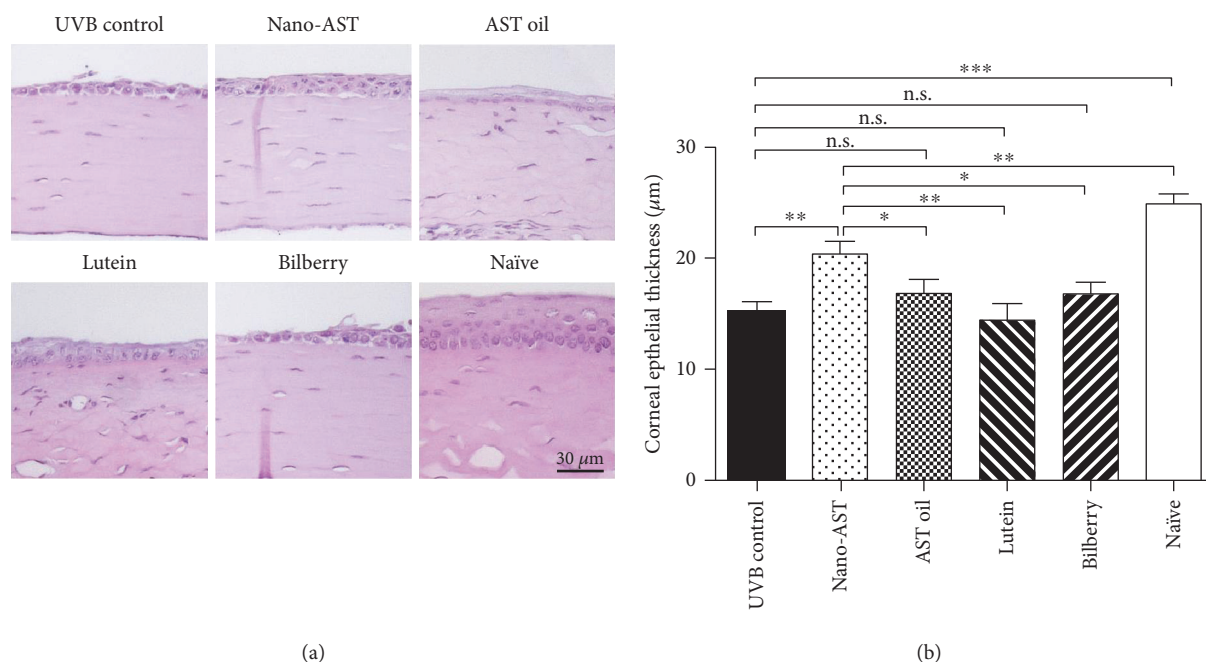 UVB control
Nano-AST
AST oil
Lutein
Bilberry
Naïve
30 μm
(a)
Corneal epthelial thickness (μm)
30
20
10
0
***
n.s.
n.s.
n.s.
**
*
**
**
*
UVB control
Nano-AST
AST oil
Lutein
Bilberry
Naïve
(b)